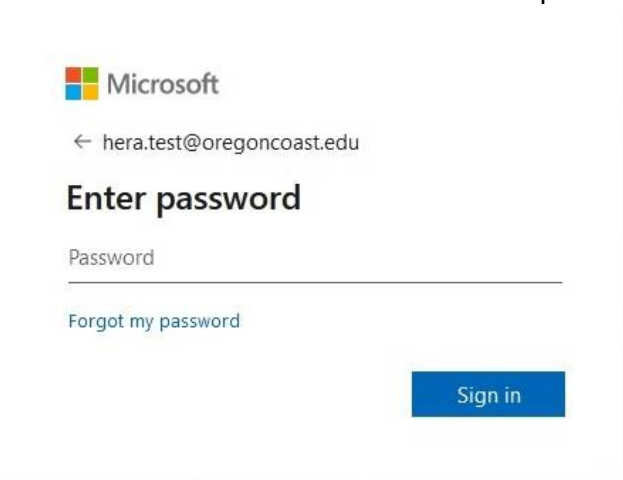 Microsoft
← hera.test@oregoncoast.edu
Enter password
Password
Forgot my password
Sign in